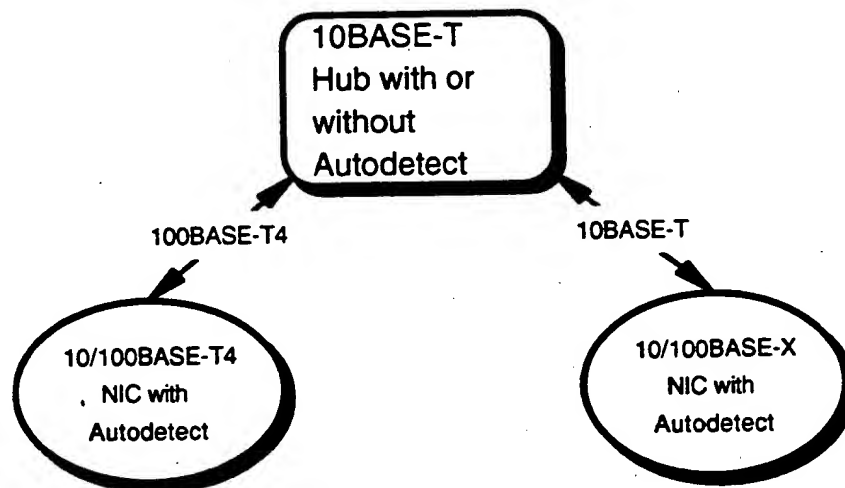 10BASE-T
Hub with or
without
Autodetect
100BASE-T4
10BASE-T
10/100BASE-T4
NIC with
Autodetect
10/100BASE-X
NIC with
Autodetect